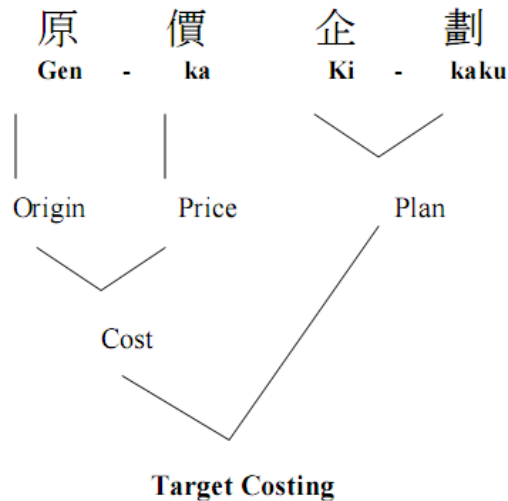 原 價 企 劃
Gen - ka Ki - kaku
Origin Price Plan
Cost
Target Costing